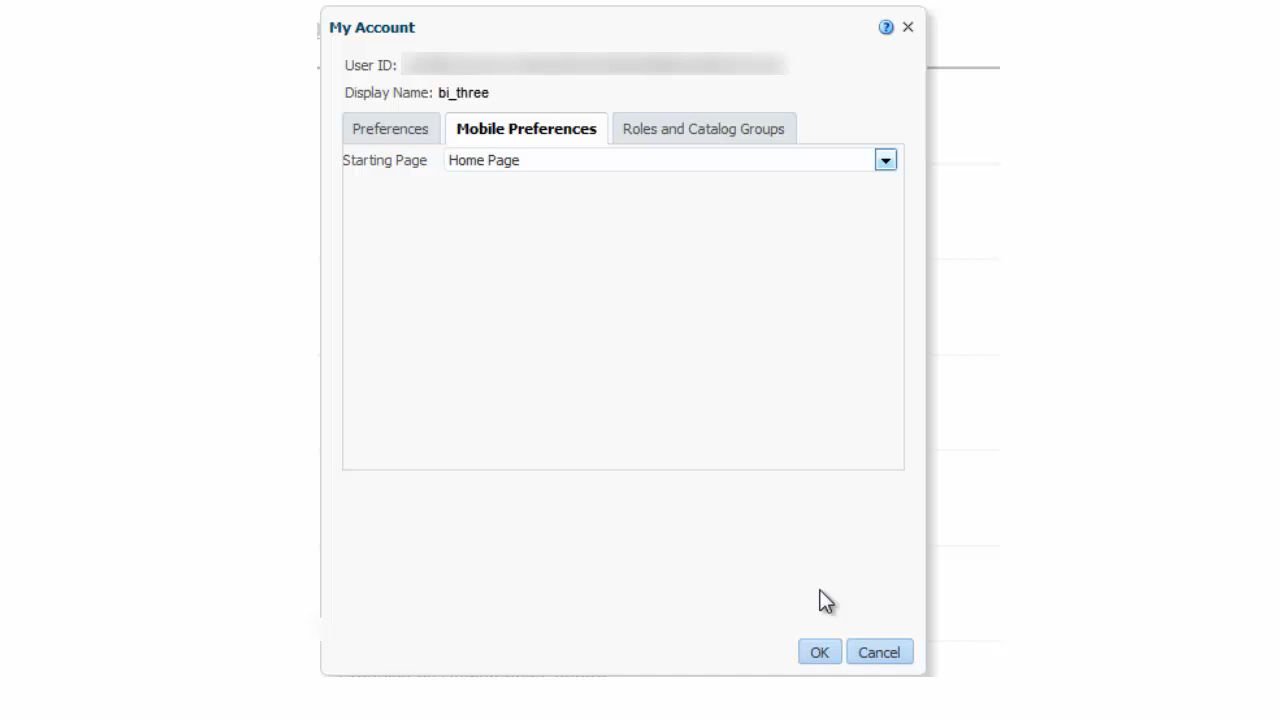 My Account
User ID:
Display Name: bi_three
Preferences Mobile Preferences Roles and Catalog Groups
Starting Page Home Page
OK Cancel